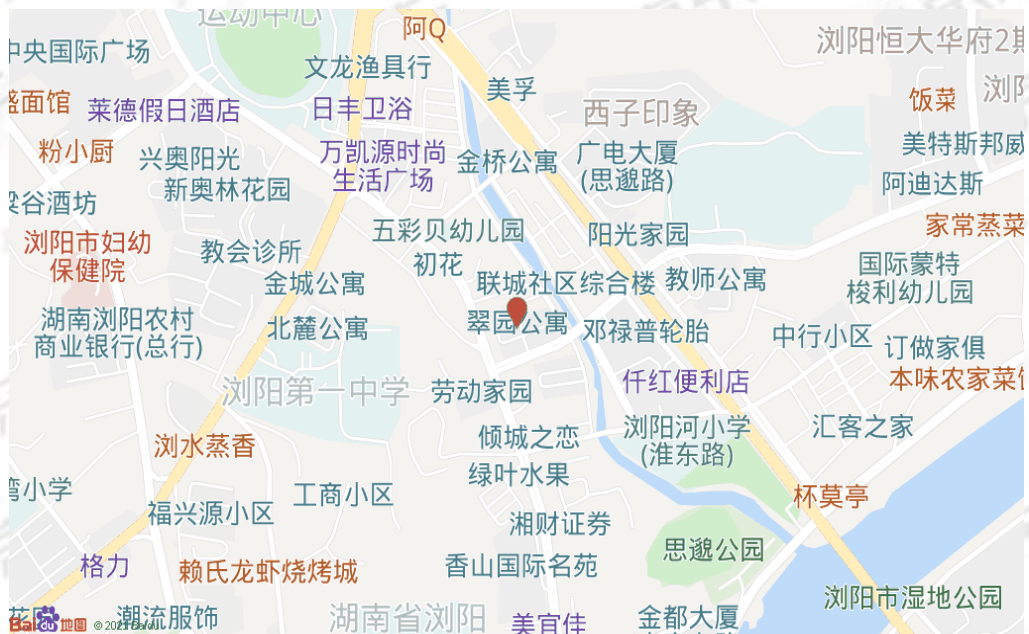 运动中心
阿Q
中央国际广场
浏阳恒大华府2期
文龙渔具行
美孚
盛面馆
莱德假日酒店
日丰卫浴
西子印象
饭菜
浏阳
粉小厨
兴奥阳光
万凯源时尚
生活广场
金桥公寓
广电大厦
(思邈路)
美特斯邦威
新奥林花园
阿迪达斯
梁谷酒坊
五彩贝幼儿园
阳光家园
家常蒸菜
浏阳市妇幼
保健院
教会诊所
初花
金城公寓
联城社区综合楼
教师公寓
国际蒙特
梭利幼儿园
湖南浏阳农村
商业银行(总行)
北麓公寓
翠园公寓
邓禄普轮胎
中行小区
订做家俱
浏阳第一中学
劳动家园
仟红便利店
本味农家菜馆
浏水蒸香
倾城之恋
浏阳河小学
(淮东路)
汇客之家
湾小学
绿叶水果
工商小区
杯莫亭
福兴源小区
湘财证券
思邈公园
格力
赖氏龙虾烧烤城
香山国际名苑
浏阳市湿地公园
潮流服饰
湖南省浏阳
美宜佳
金都大厦
Bai du 地图
© 2021 Baidu